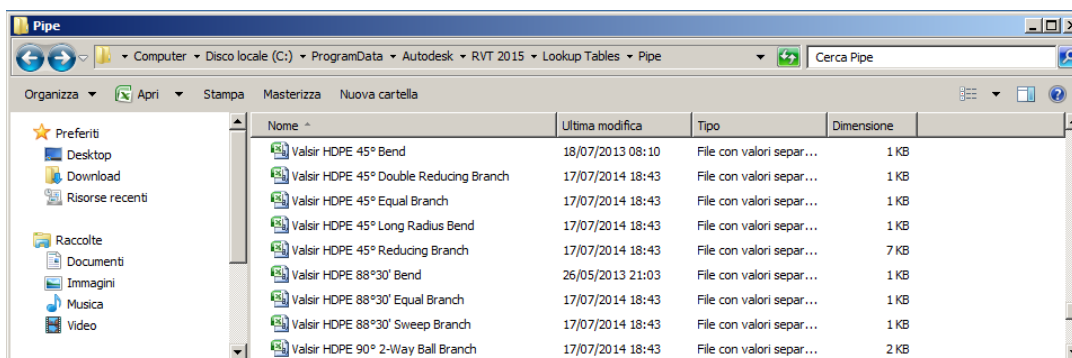 Pipe
Computer Disco locale (C:) ProgramData Autodesk RVT 2015 Lookup Tables Pipe Cerca Pipe
Organizza Apri Stampa Masterizza Nuova cartella
Preferiti
Desktop
Download
Risorse recenti
Raccolte
Documenti
Immagini
Musica
Video
Nome Ultima modifica Tipo Dimensione
Valsir HDPE 45° Bend 18/07/2013 08:10 File con valori separ... 1 KB
Valsir HDPE 45° Double Reducing Branch 17/07/2014 18:43 File con valori separ... 1 KB
Valsir HDPE 45° Equal Branch 17/07/2014 18:43 File con valori separ... 1 KB
Valsir HDPE 45° Long Radius Bend 17/07/2014 18:43 File con valori separ... 1 KB
Valsir HDPE 45° Reducing Branch 17/07/2014 18:43 File con valori separ... 7 KB
Valsir HDPE 88°30' Bend 26/05/2013 21:03 File con valori separ... 1 KB
Valsir HDPE 88°30' Equal Branch 17/07/2014 18:43 File con valori separ... 1 KB
Valsir HDPE 88°30' Sweep Branch 17/07/2014 18:43 File con valori separ... 1 KB
Valsir HDPE 90° 2-Way Ball Branch 17/07/2014 18:43 File con valori separ... 2 KB